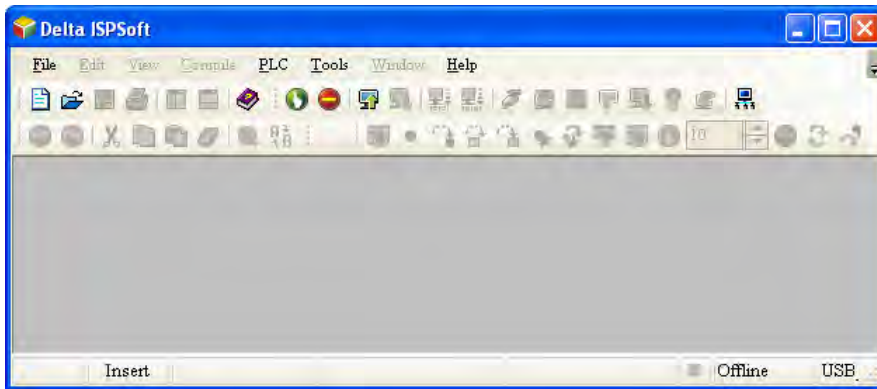 Delta ISPSoft
File Edit View Compile PLC Tools Window Help
10
Insert Offline USB